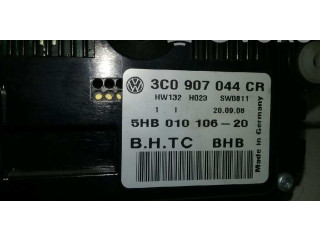 3C0 907 044 CR
HW132 H023 SW0811
1 I 20.09.08
5HB 010 106-20
B.H.TC BHB
Made in Germany